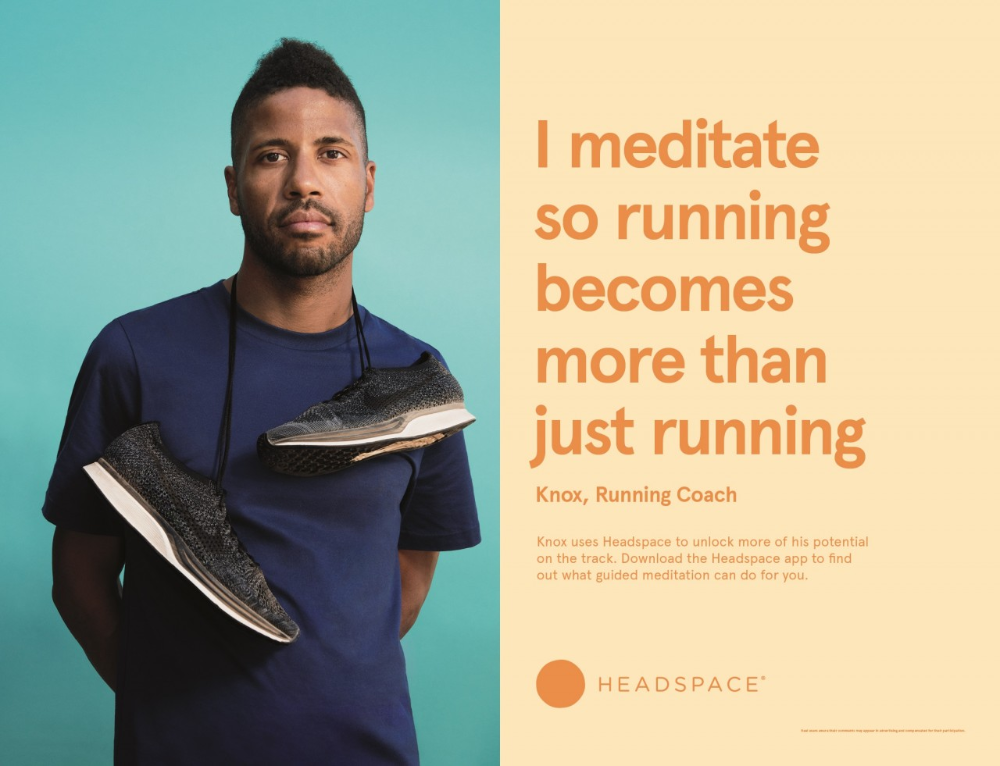 I meditate
so running
becomes
more than
just running
Knox, Running Coach
Knox uses Headspace to unlock more of his potential
on the track. Download the Headspace app to find
out what guided meditation can do for you.
HEADSPACE®